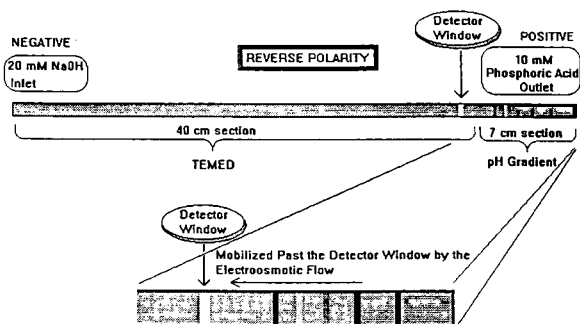 NEGATIVE
20 mM NaOH
Inlet
REVERSE POLARITY
Detector
Window
POSITIVE
10 mM
Phosphoric Acid
Outlet
40 cm section
7 cm section
TEMED
pH Gradient
Detector
Window
Mobilized Past the Detector Window by the
Electroosmotic Flow